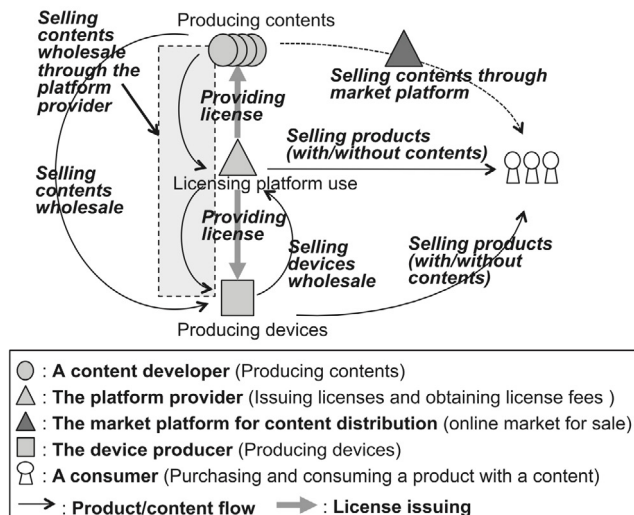 Producing contents
Selling
contents
wholesale
through the
platform
provider
Selling contents through
market platform
Providing
license
Selling products
(with/without contents)
Licensing platform use
Selling
contents
wholesale
Providing
license
Selling
devices
wholesale
Selling products
(with/without
contents)
Producing devices
: A content developer (Producing contents)
: The platform provider (Issuing licenses and obtaining license fees )
: The market platform for content distribution (online market for sale)
: The device producer (Producing devices)
: A consumer (Purchasing and consuming a product with a content)
: Product/content flow : License issuing